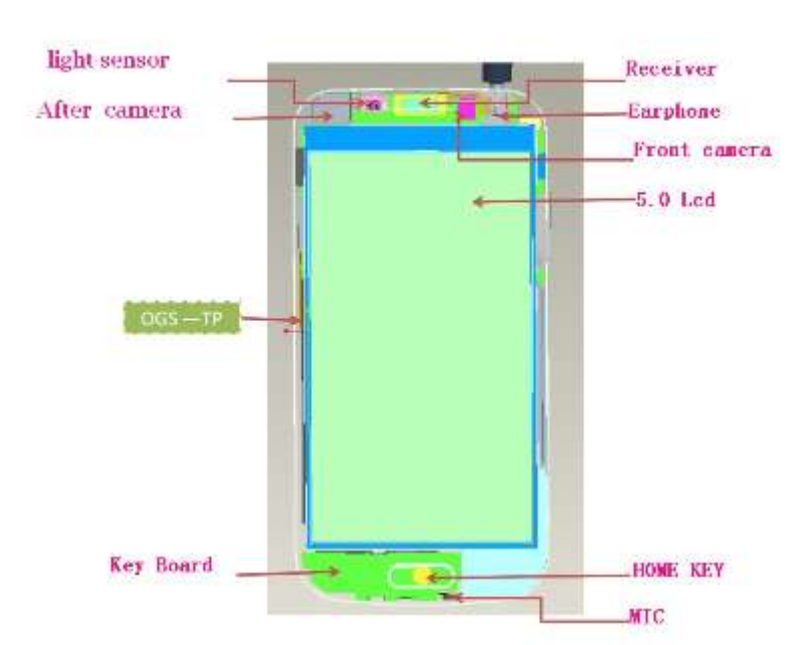 light sensor
Receiver
After camera
Earphone
Front camera
5.0 Lcd
OGS —TP
Key Board
HOME KEY
MTC